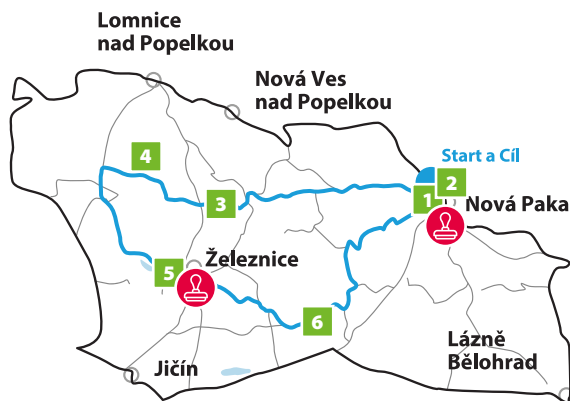 Lomnice
nad Popelkou
Nová Ves
nad Popelkou
Start a Cíl
4
2
1
3
Nová Paka
Železnice
5
6
Lázně
Bělohrad
Jičín